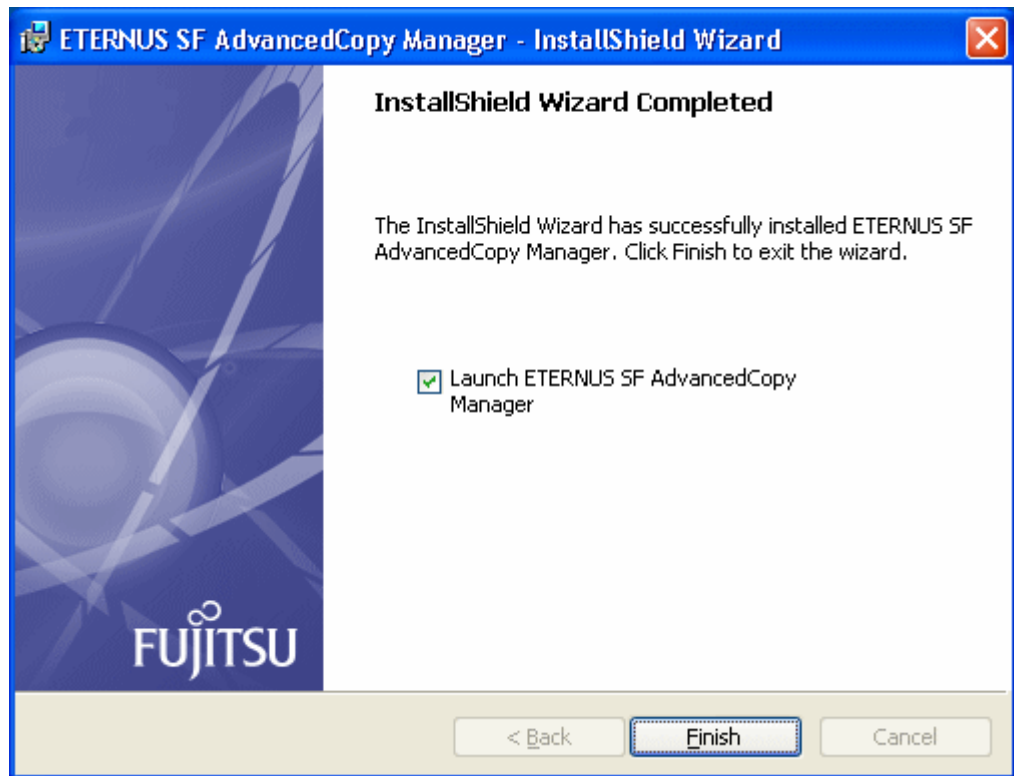 ETERNUS SF AdvancedCopy Manager - InstallShield Wizard
InstallShield Wizard Completed
The InstallShield Wizard has successfully installed ETERNUS SF
AdvancedCopy Manager. Click Finish to exit the wizard.
Launch ETERNUS SF AdvancedCopy
Manager
FUJITSU
< Back Finish Cancel